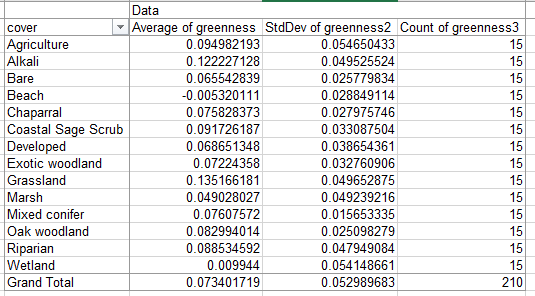 Data
cover Average of greenness StdDev of greenness2 Count of greenness3
Agriculture 0.094982193 0.054650433 15
Alkali 0.122227128 0.049525524 15
Bare 0.065542839 0.025779834 15
Beach -0.005320111 0.028849114 15
Chaparral 0.075828373 0.027975746 15
Coastal Sage Scrub 0.091726187 0.033087504 15
Developed 0.068651348 0.038654361 15
Exotic woodland 0.07224358 0.032760906 15
Grassland 0.135166181 0.049652875 15
Marsh 0.049028027 0.049239216 15
Mixed conifer 0.07607572 0.015653335 15
Oak woodland 0.082994014 0.025098279 15
Riparian 0.088534592 0.047949084 15
Wetland 0.009944 0.054148661 15
Grand Total 0.073401719 0.052989683 210